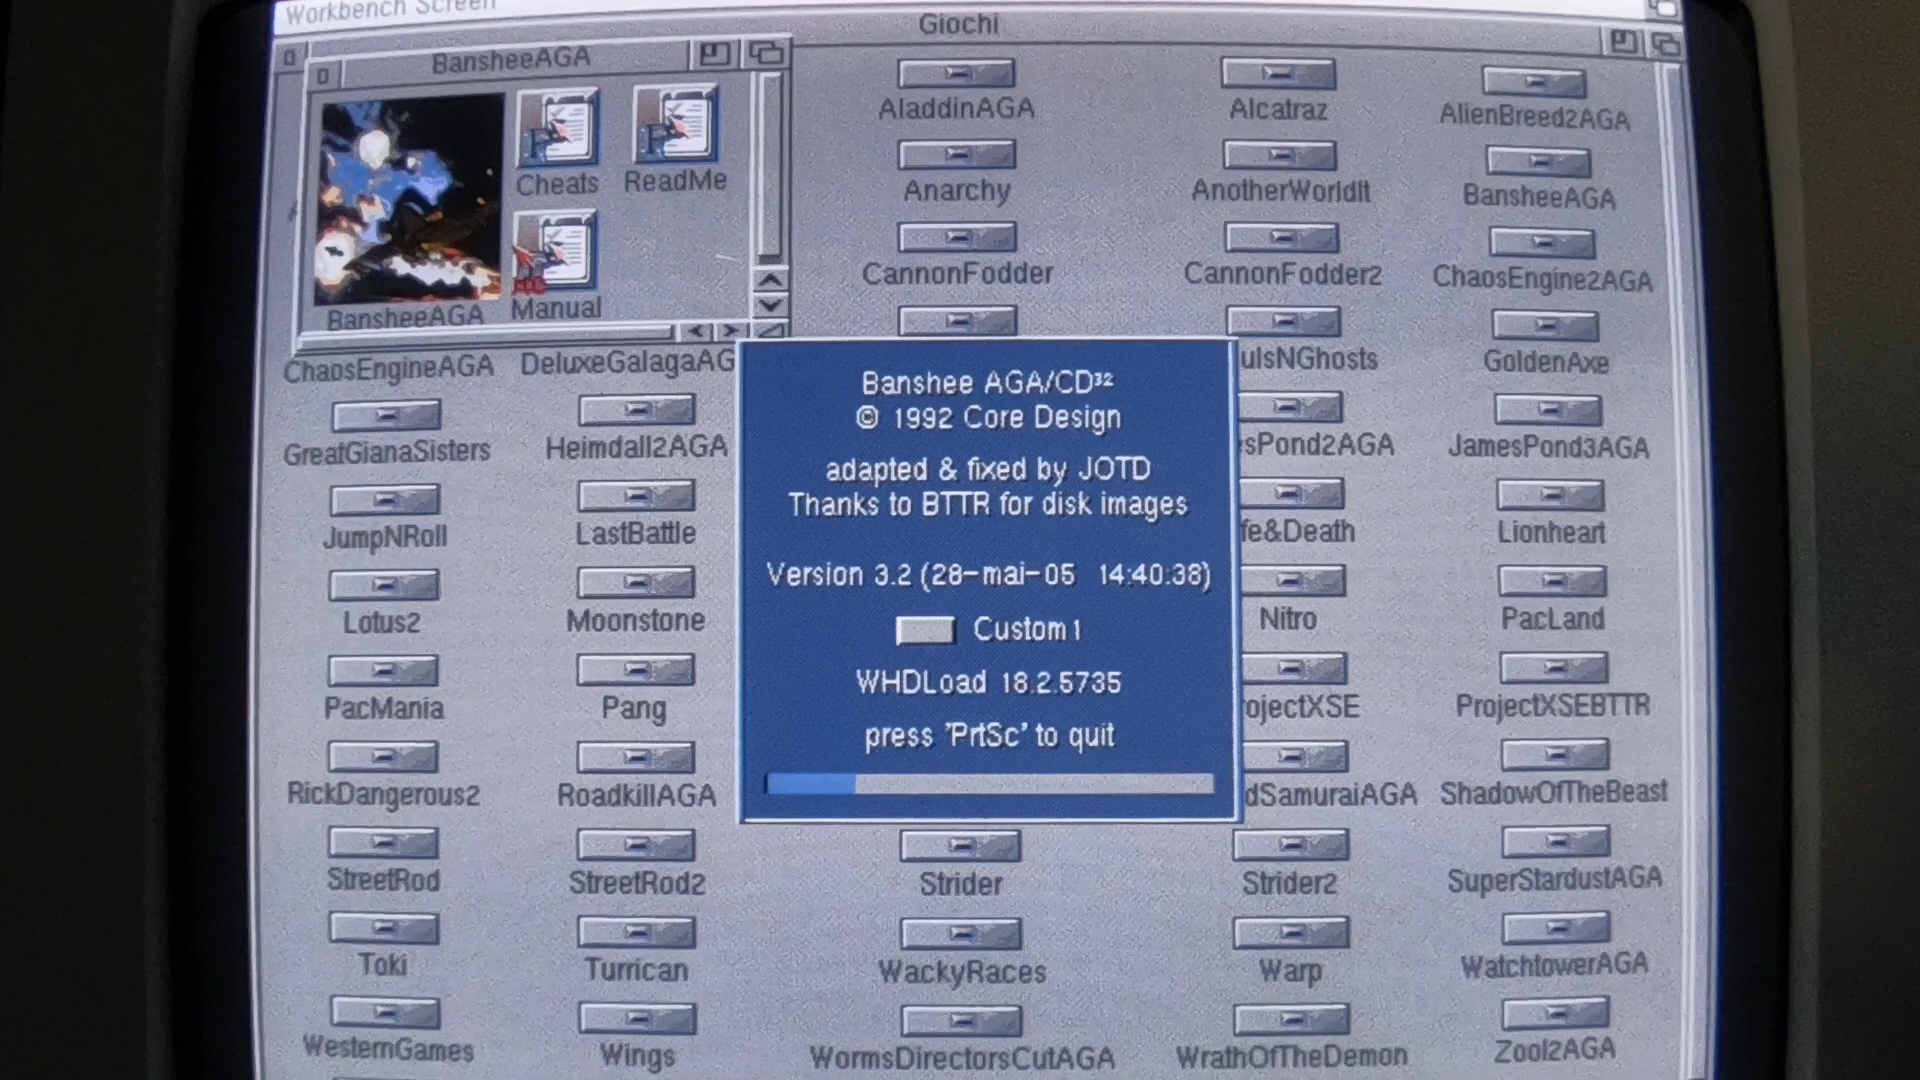 Workbench Screen
Giochi
BansheeAGA
Cheats
ReadMe
BansheeAGA
Manual
AladdinAGA
Alcatraz
AlienBreed2AGA
Anarchy
AnotherWorldIt
BansheeAGA
CannonFodder
CannonFodder2
ChaosEngine2AGA
ChaosEngineAGA
DeluxeGalagaAG
ulsNGhosts
GoldenAxe
GreatGianaSisters
Heimdall2AGA
sPond2AGA
JamesPond3AGA
JumpNRoll
LastBattle
fe&Death
Lionheart
Lotus2
Moonstone
Nitro
PacLand
PacMania
Pang
ojectXSE
ProjectXSEBTTR
RickDangerous2
RoadkillAGA
dSamuraiAGA
ShadowOfTheBeast
StreetRod
StreetRod2
Strider
Strider2
SuperStardustAGA
Toki
Turrican
WackyRaces
Warp
WatchtowerAGA
WesternGames
Wings
WormsDirectorsCutAGA
WrathOfTheDemon
Zool2AGA
Banshee AGA/CD³²
© 1992 Core Design
adapted & fixed by JOTD
Thanks to BTTR for disk images
Version 3.2 (28-mai-05 14:40:38)
Custom1
WHDLoad 18.2.5735
press 'PrtSc' to quit